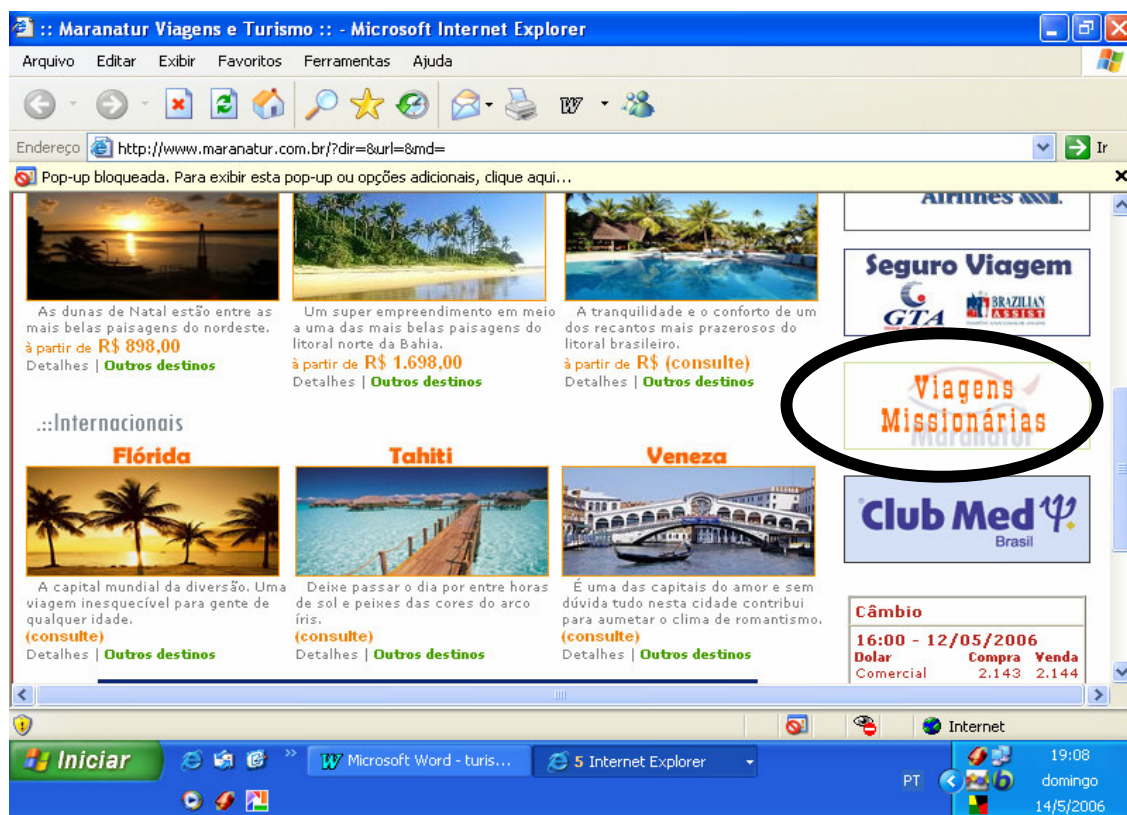 :: Maranatur Viagens e Turismo :: - Microsoft Internet Explorer
Arquivo Editar Exibir Favoritos Ferramentas Ajuda
Endereço http://www.maranatur.com.br/?dir=&url=&md= Ir
Pop-up bloqueada. Para exibir esta pop-up ou opções adicionais, clique aqui...
As dunas de Natal estão entre as
mais belas paisagens do nordeste.
à partir de R$ 898,00
Detalhes | Outros destinos
Um super empreendimento em meio
a uma das mais belas paisagens do
litoral norte da Bahia.
à partir de R$ 1.698,00
Detalhes | Outros destinos
A tranquilidade e o conforto de um
dos recantos mais prazerosos do
litoral brasileiro.
à partir de R$ (consulte)
Detalhes | Outros destinos
.::Internacionais
Flórida
A capital mundial da diversão. Uma
viagem inesquecível para gente de
qualquer idade.
(consulte)
Detalhes | Outros destinos
Tahiti
Deixe passar o dia por entre horas
de sol e peixes das cores do arco
íris.
(consulte)
Detalhes | Outros destinos
Veneza
É uma das capitais do amor e sem
dúvida tudo nesta cidade contribui
para aumetar o clima de romantismo.
(consulte)
Detalhes | Outros destinos
Airlines
Seguro Viagem
GTA BRAZILIAN
ASSIST
Viagens
Missionárias
Maranatur
Club Med
Brasil
Câmbio
16:00 - 12/05/2006
Dolar Compra Venda
Comercial 2.143 2.144
Internet
Iniciar Microsoft Word - turis... 5 Internet Explorer PT 19:08
domingo
14/5/2006